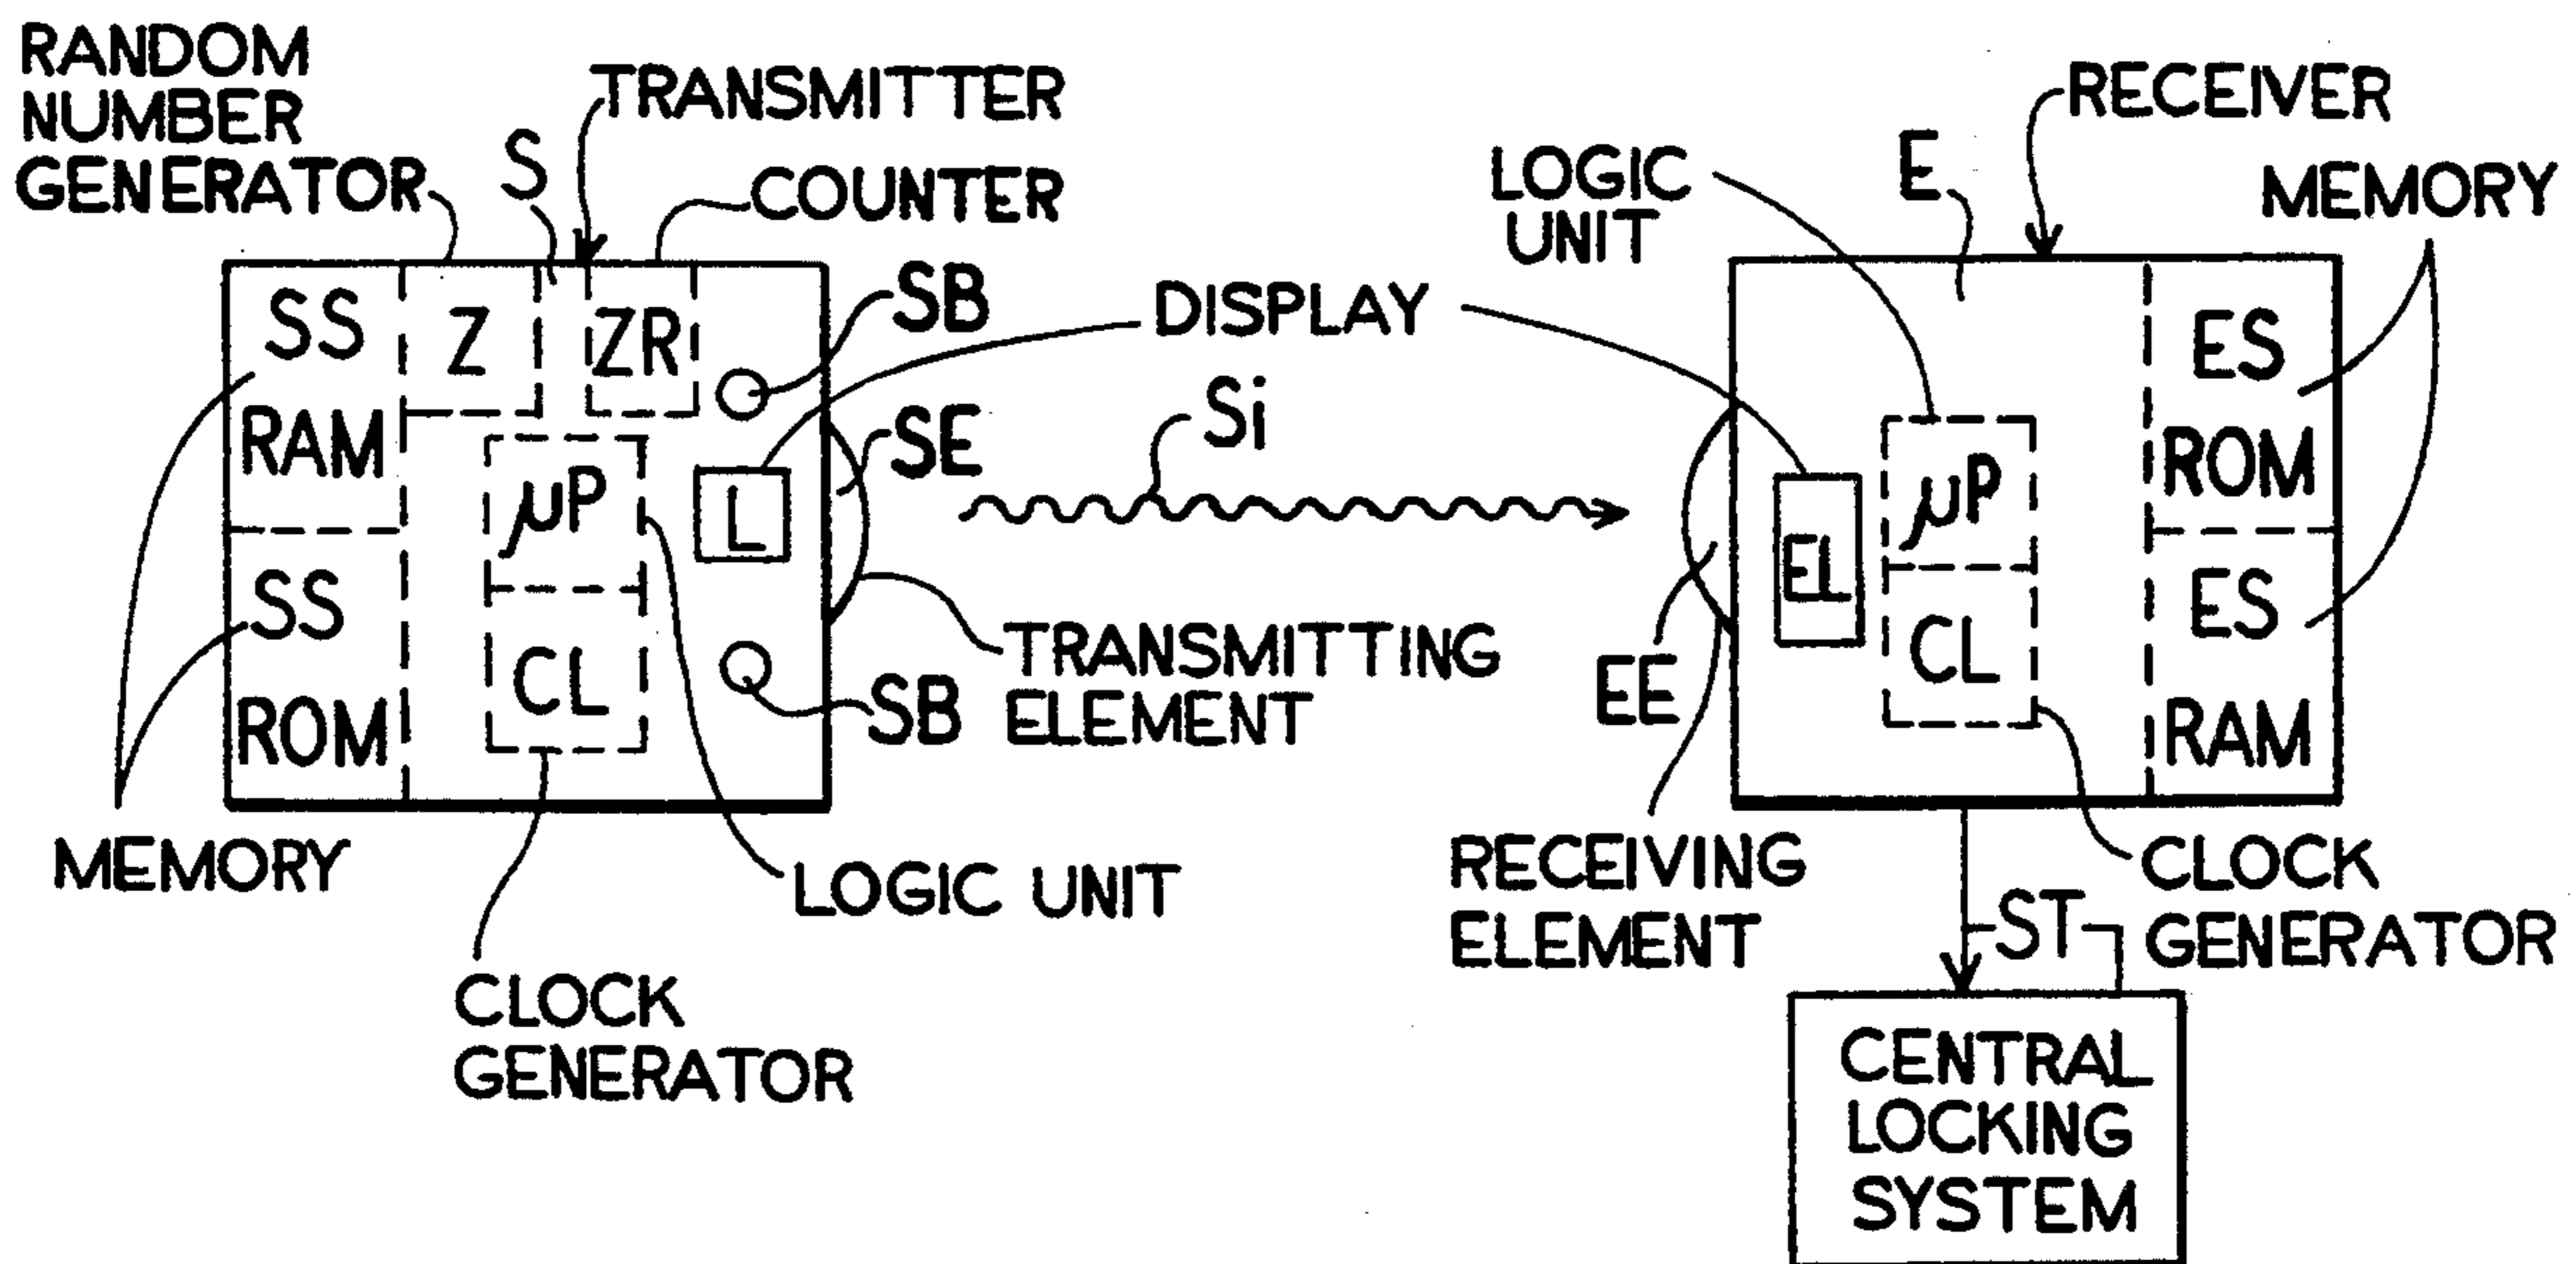 RANDOM
NUMBER
GENERATOR
S
TRANSMITTER
COUNTER
SS
RAM
Z
ZR
SB
DISPLAY
SE
Si
µP
L
SS
ROM
CL
SB
TRANSMITTING
ELEMENT
MEMORY
LOGIC UNIT
CLOCK
GENERATOR
LOGIC
UNIT
E
RECEIVER
MEMORY
ES
ROM
µP
EL
CL
ES
RAM
EE
RECEIVING
ELEMENT
CLOCK
GENERATOR
ST
CENTRAL
LOCKING
SYSTEM